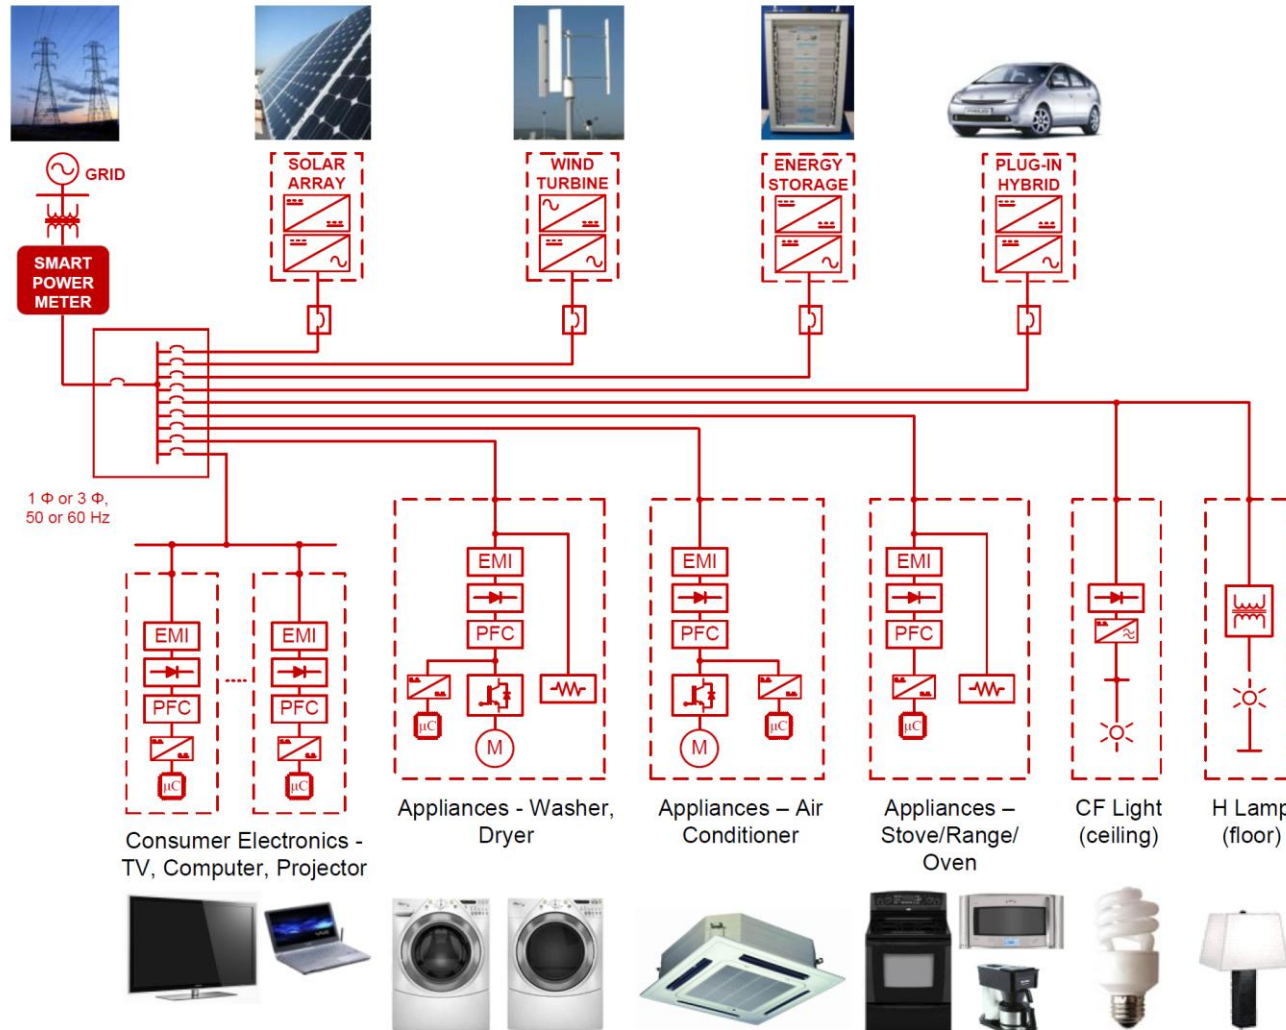 GRID
SOLAR
ARRAY
WIND
TURBINE
ENERGY
STORAGE
PLUG-IN
HYBRID
SMART
POWER
METER
1 Φ or 3 Φ,
50 or 60 Hz
EMI
PFC
µC
EMI
PFC
µC
EMI
PFC
µC
M
EMI
PFC
M
µC
EMI
PFC
µC
Consumer Electronics -
TV, Computer, Projector
Appliances - Washer,
Dryer
Appliances – Air
Conditioner
Appliances –
Stove/Range/
Oven
CF Light
(ceiling)
H Lamp
(floor)